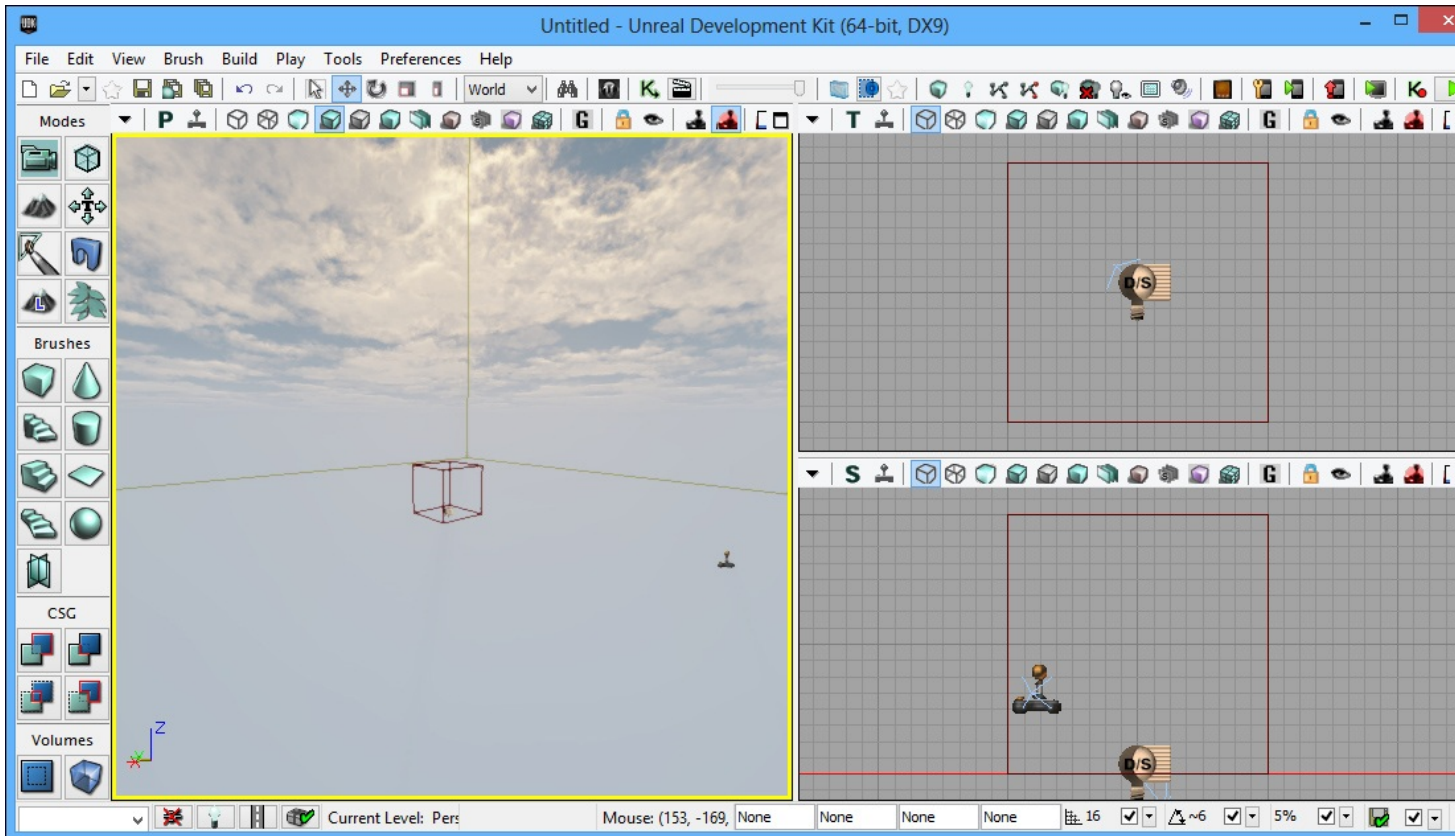 UDK
Untitled - Unreal Development Kit (64-bit, DX9)
File Edit View Brush Build Play Tools Preferences Help
World
Modes
P
G
T
G
T
L
D/S
Brushes
S
G
D/S
CSG
Volumes
Z
Current Level: Pers
Mouse: (153, -169,
None
None
None
None
16
~6
5%